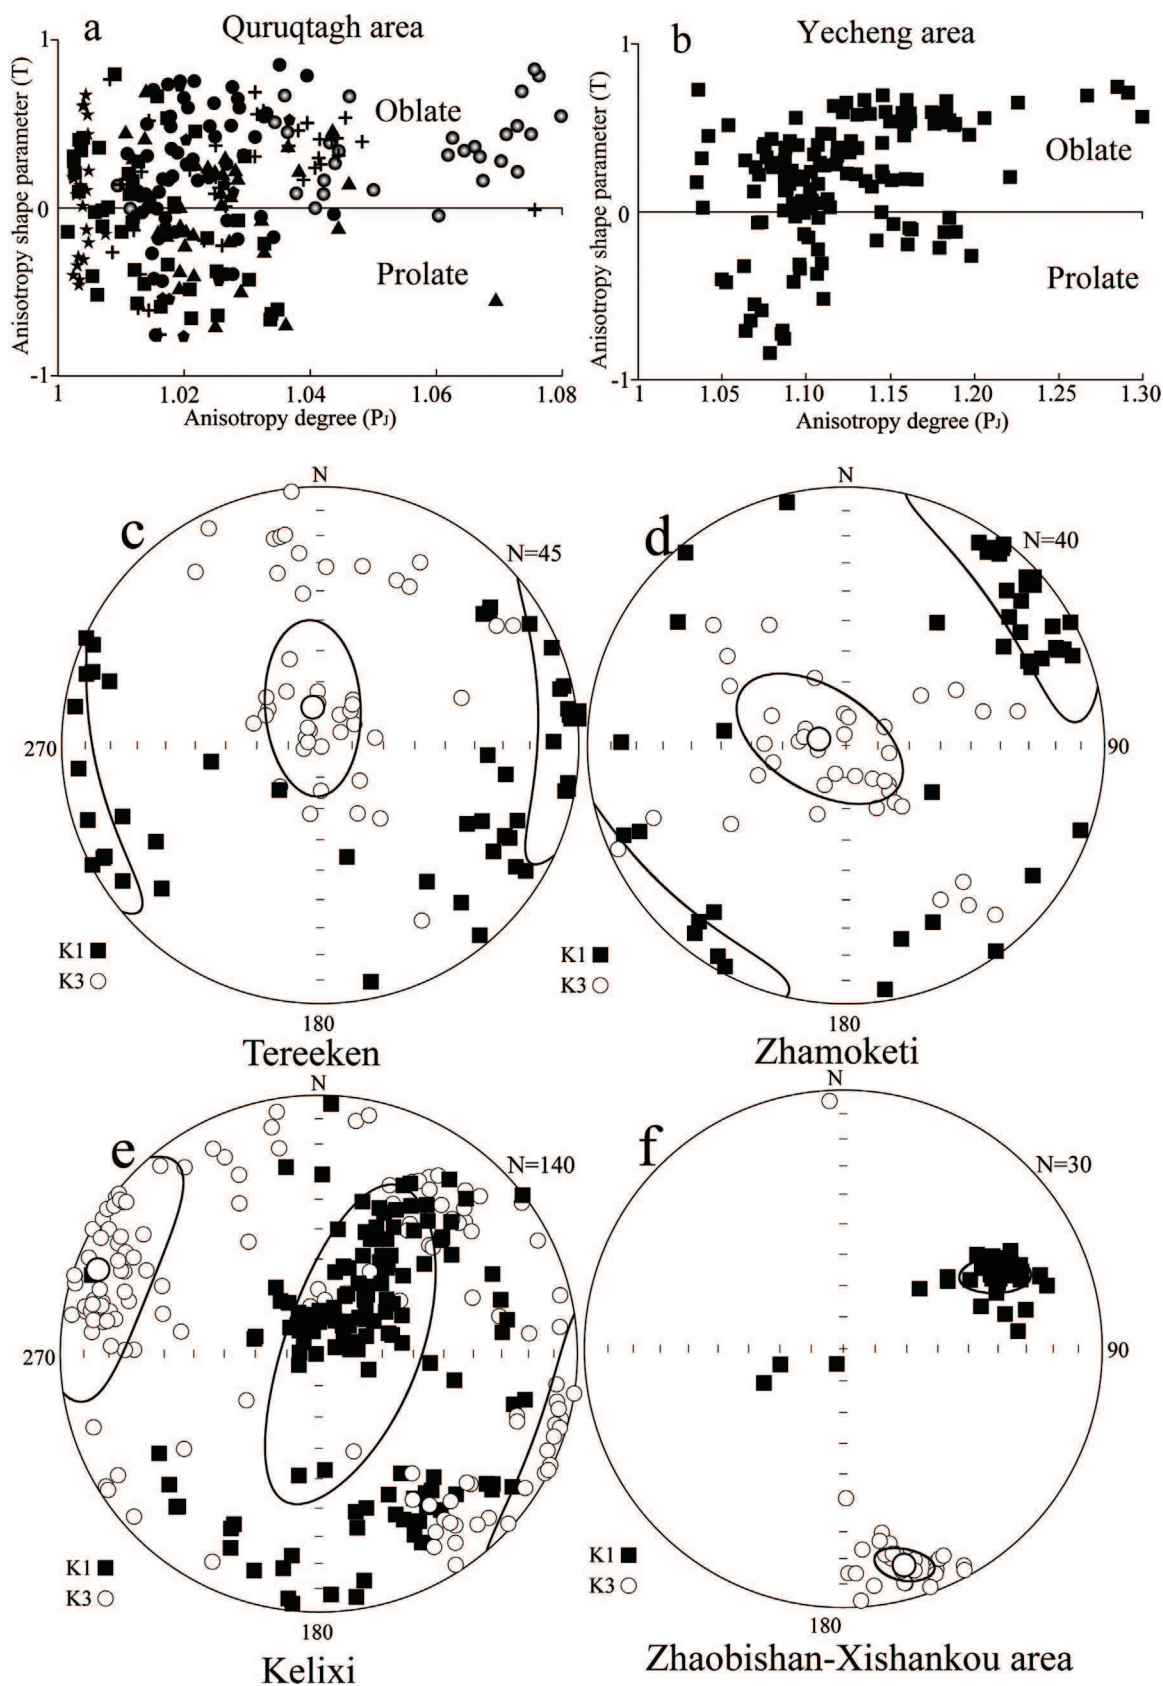 a Quruqtagh area
Anisotropy shape parameter (T)
1
0
-1
Oblate
Prolate
1 1.02 1.04 1.06 1.08
Anisotropy degree (PJ)
b Yecheng area
Anisotropy shape parameter (T)
1
0
-1
Oblate
Prolate
1.05 1.10 1.15 1.20 1.25 1.30
Anisotropy degree (PJ)
c
N
N=45
270
K1
K3
180
Tereeken
d
N
N=40
90
K1
K3
180
Zhamoketi
e
N
N=140
270
K1
K3
180
Kelixi
f
N
N=30
90
K1
K3
180
Zhaobishan-Xishankou area